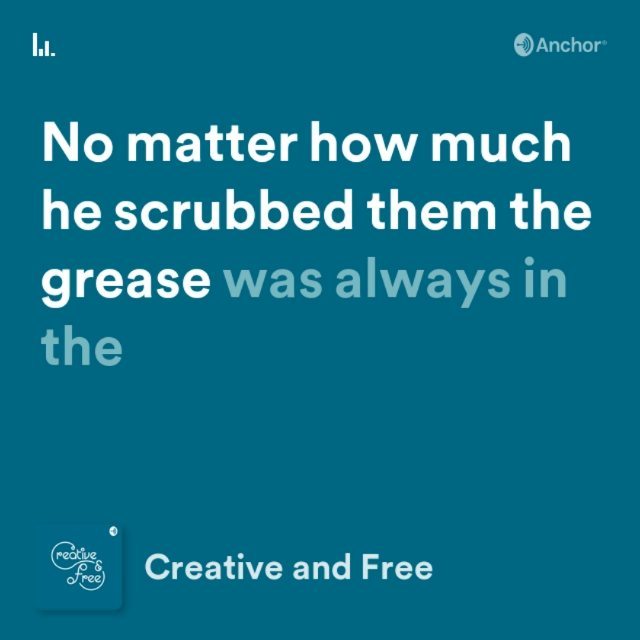 Anchor®
No matter how much
he scrubbed them the
grease was always in
the
Creative
&
Free
Creative and Free